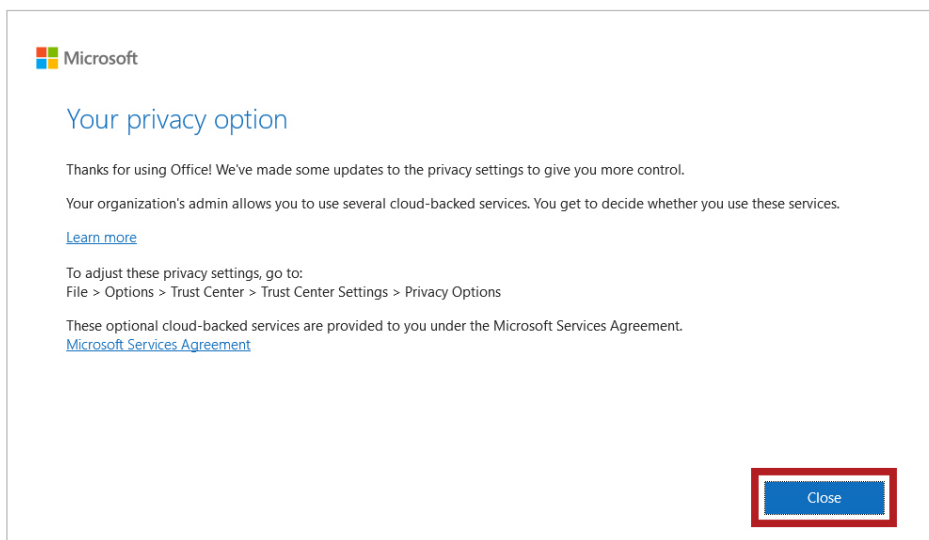 Microsoft
Your privacy option
Thanks for using Office! We've made some updates to the privacy settings to give you more control.
Your organization's admin allows you to use several cloud-backed services. You get to decide whether you use these services.
Learn more
To adjust these privacy settings, go to:
File > Options > Trust Center > Trust Center Settings > Privacy Options
These optional cloud-backed services are provided to you under the Microsoft Services Agreement.
Microsoft Services Agreement
Close